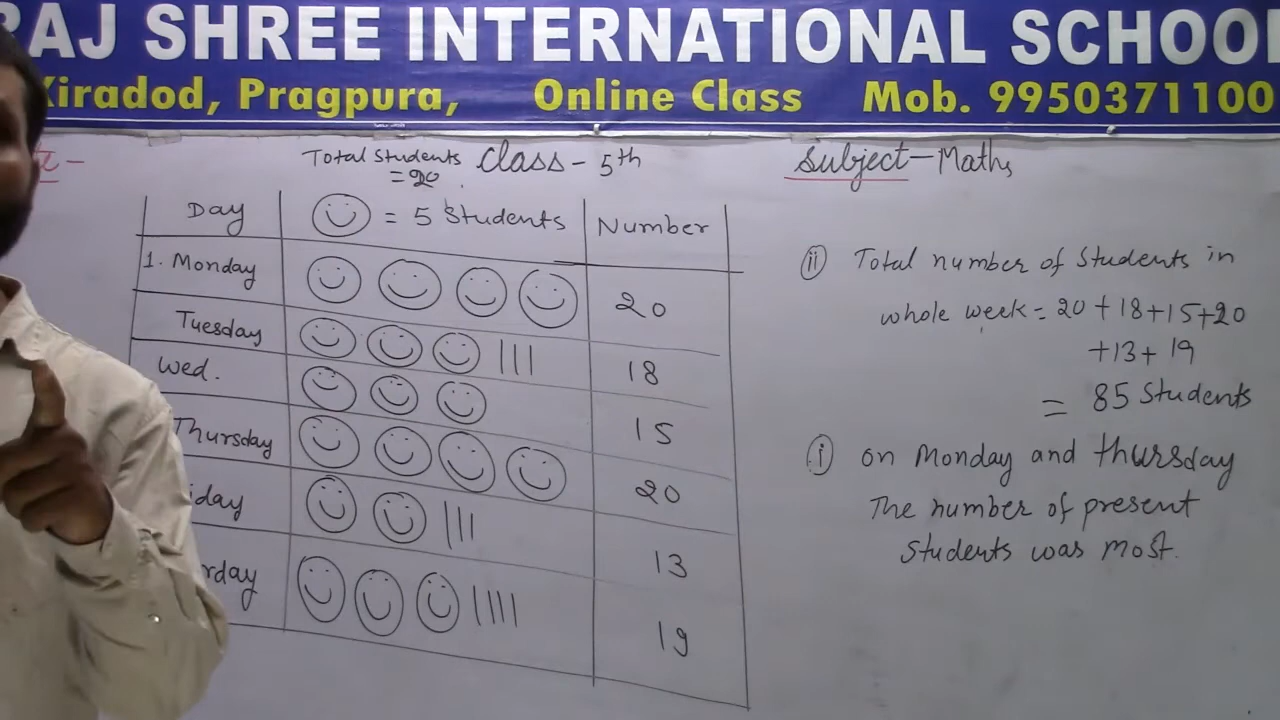 RAJ SHREE INTERNATIONAL SCHOOL
Kiradod, Pragpura, Online Class Mob. 9950371100
Total Students = 20
Class - 5th
Subject - Maths
Day = 5 Students Number
1. Monday 20
Tuesday 18
Wed. 15
Thursday 20
iday 13
rday 19
(ii) Total number of Students in
whole week = 20 + 18 + 15 + 20
+ 13 + 19
= 85 Students
(i) on Monday and thursday
The number of present
Students was most.